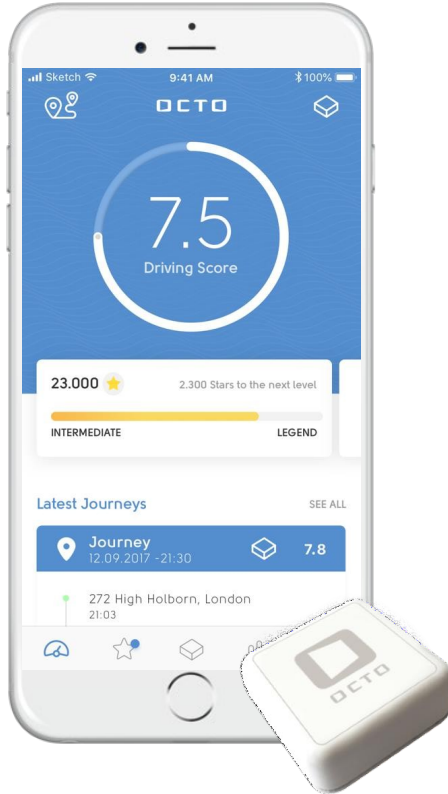 Sketch 9:41 AM 100%
OCTO
7.5
Driving Score
23.000 2.300 Stars to the next level
INTERMEDIATE LEGEND
Latest Journeys SEE ALL
Journey
12.09.2017 -21:30 7.8
272 High Holborn, London
21:03
OCTO